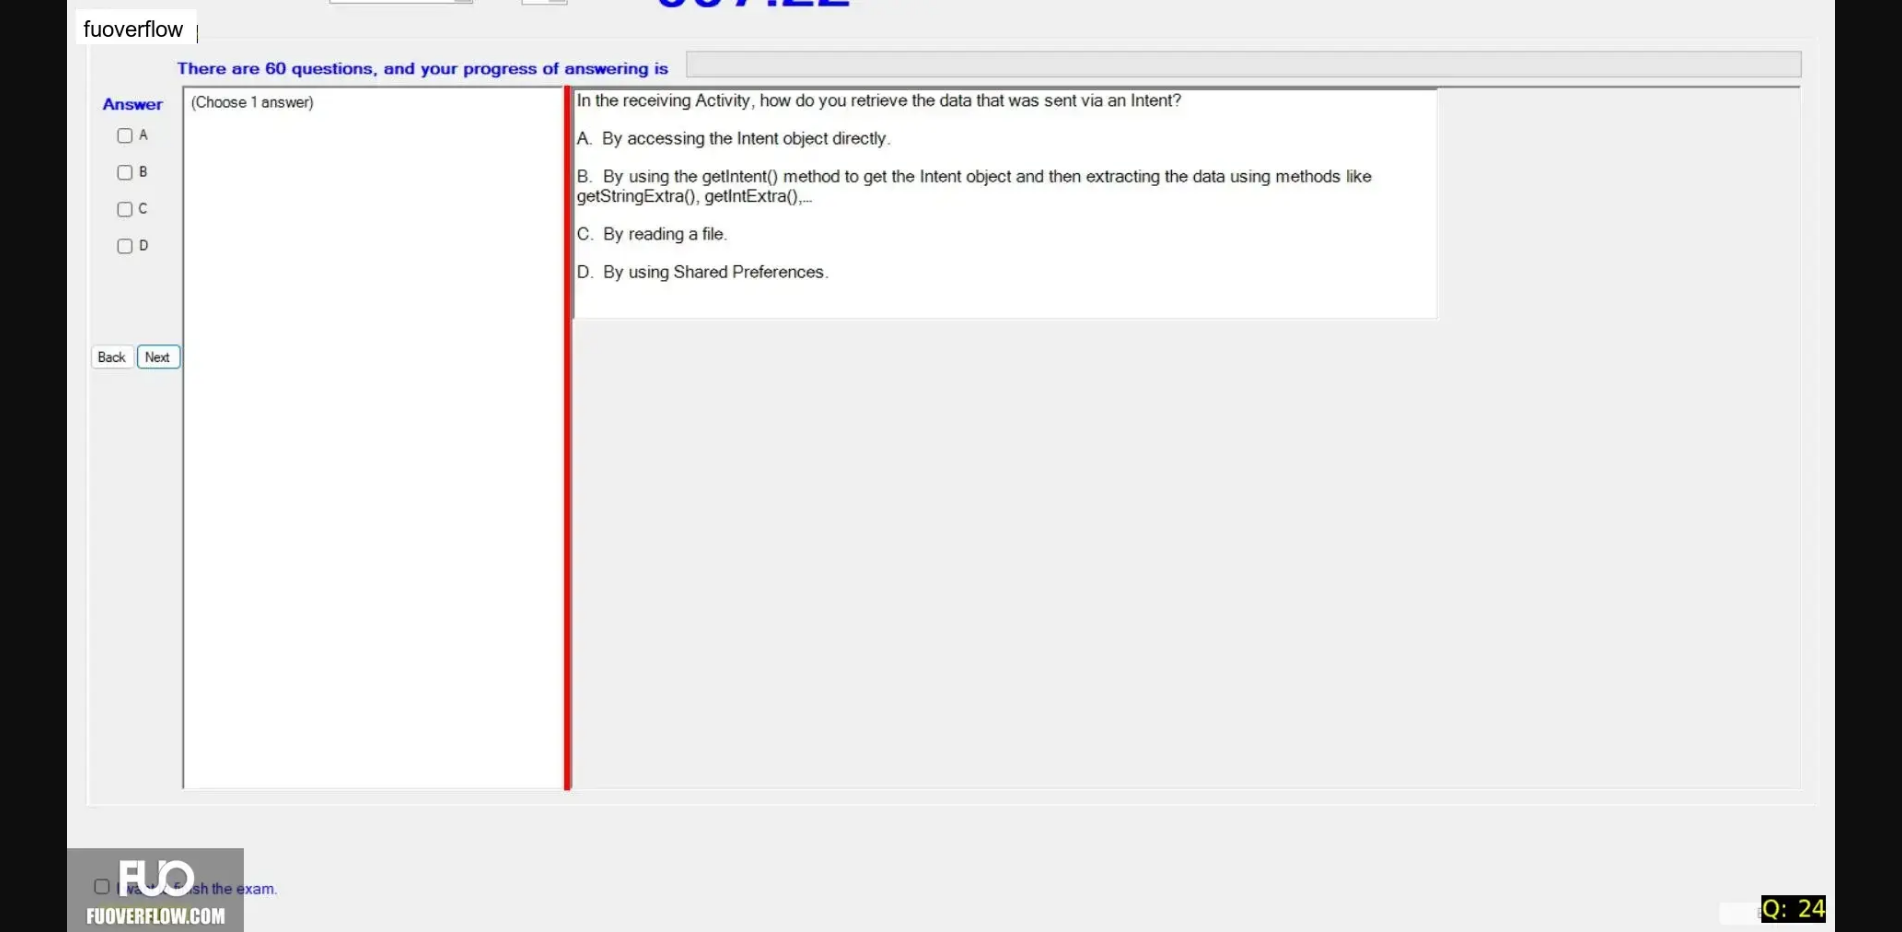 fuoverflow
There are 60 questions, and your progress of answering is
Answer
(Choose 1 answer)
A
B
C
D
Back
Next
In the receiving Activity, how do you retrieve the data that was sent via an Intent?
A. By accessing the Intent object directly.
B. By using the getIntent() method to get the Intent object and then extracting the data using methods like
getStringExtra(), getIntExtra(),...
C. By reading a file.
D. By using Shared Preferences.
the exam.
FUO
FUOVERFLOW.COM
Q: 24